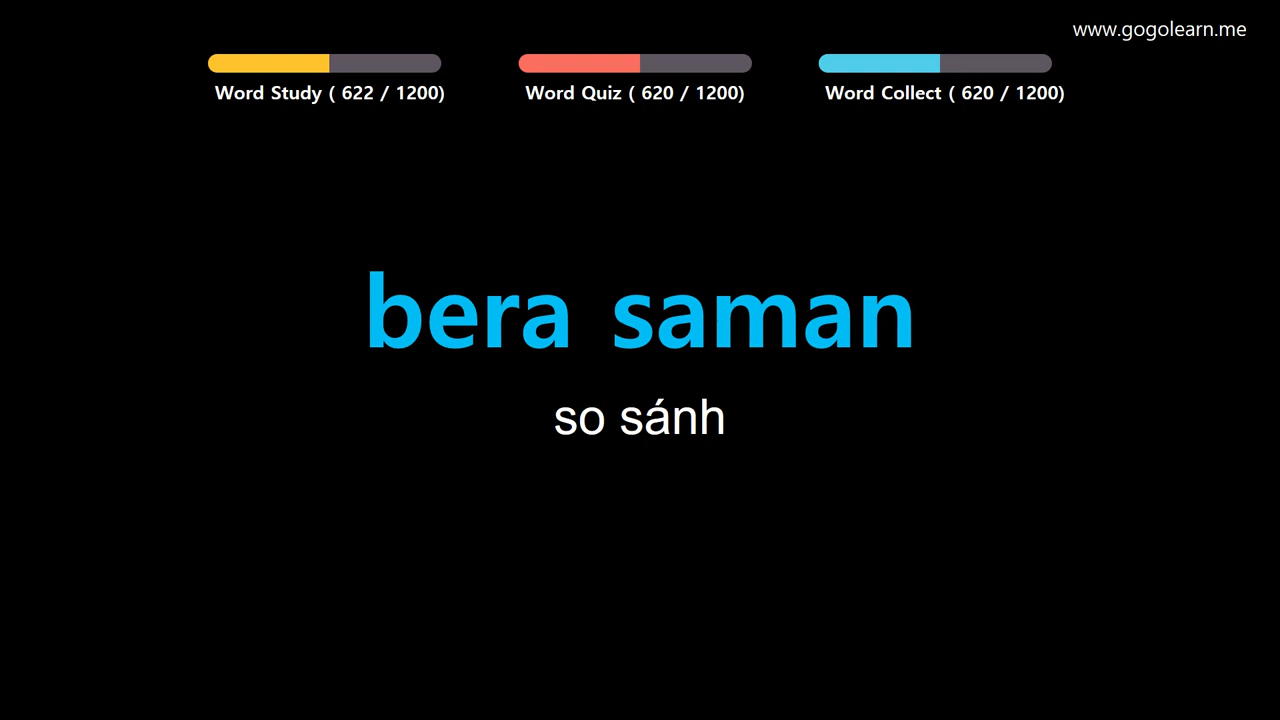 www.gogolearn.me
Word Study ( 622 / 1200)
Word Quiz ( 620 / 1200)
Word Collect ( 620 / 1200)
bera saman
so sánh